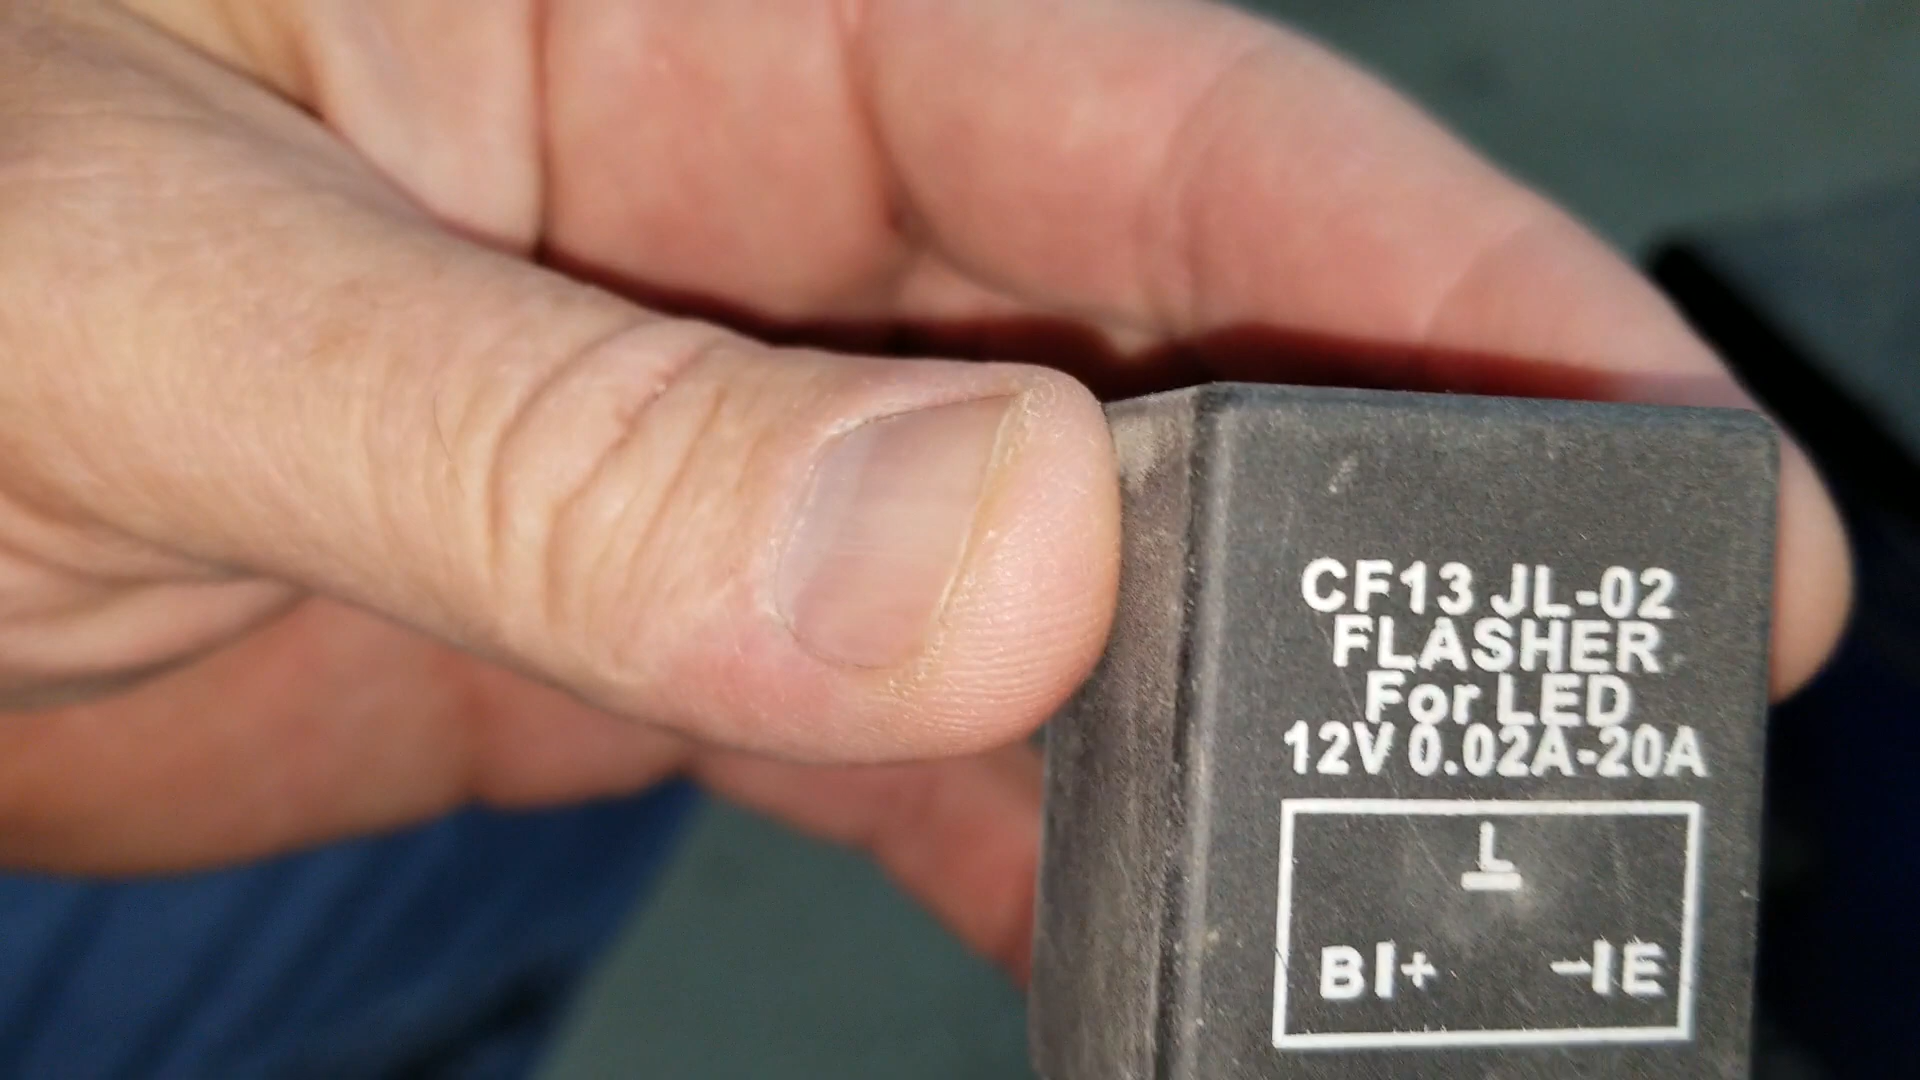 CF13 JL-02
FLASHER
For LED
12V 0.02A-20A
L
B + - E